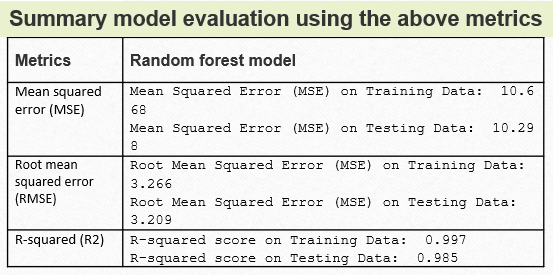 Summary model evaluation using the above metrics
Metrics
Random forest model
Mean squared
error (MSE)
Mean Squared Error (MSE) on Training Data:  10.6
68
Mean Squared Error (MSE) on Testing Data:  10.29
8
Root mean
squared error
(RMSE)
Root Mean Squared Error (MSE) on Training Data:
3.266
Root Mean Squared Error (MSE) on Testing Data:
3.209
R-squared (R2)
R-squared score on Training Data:  0.997
R-squared score on Testing Data:  0.985